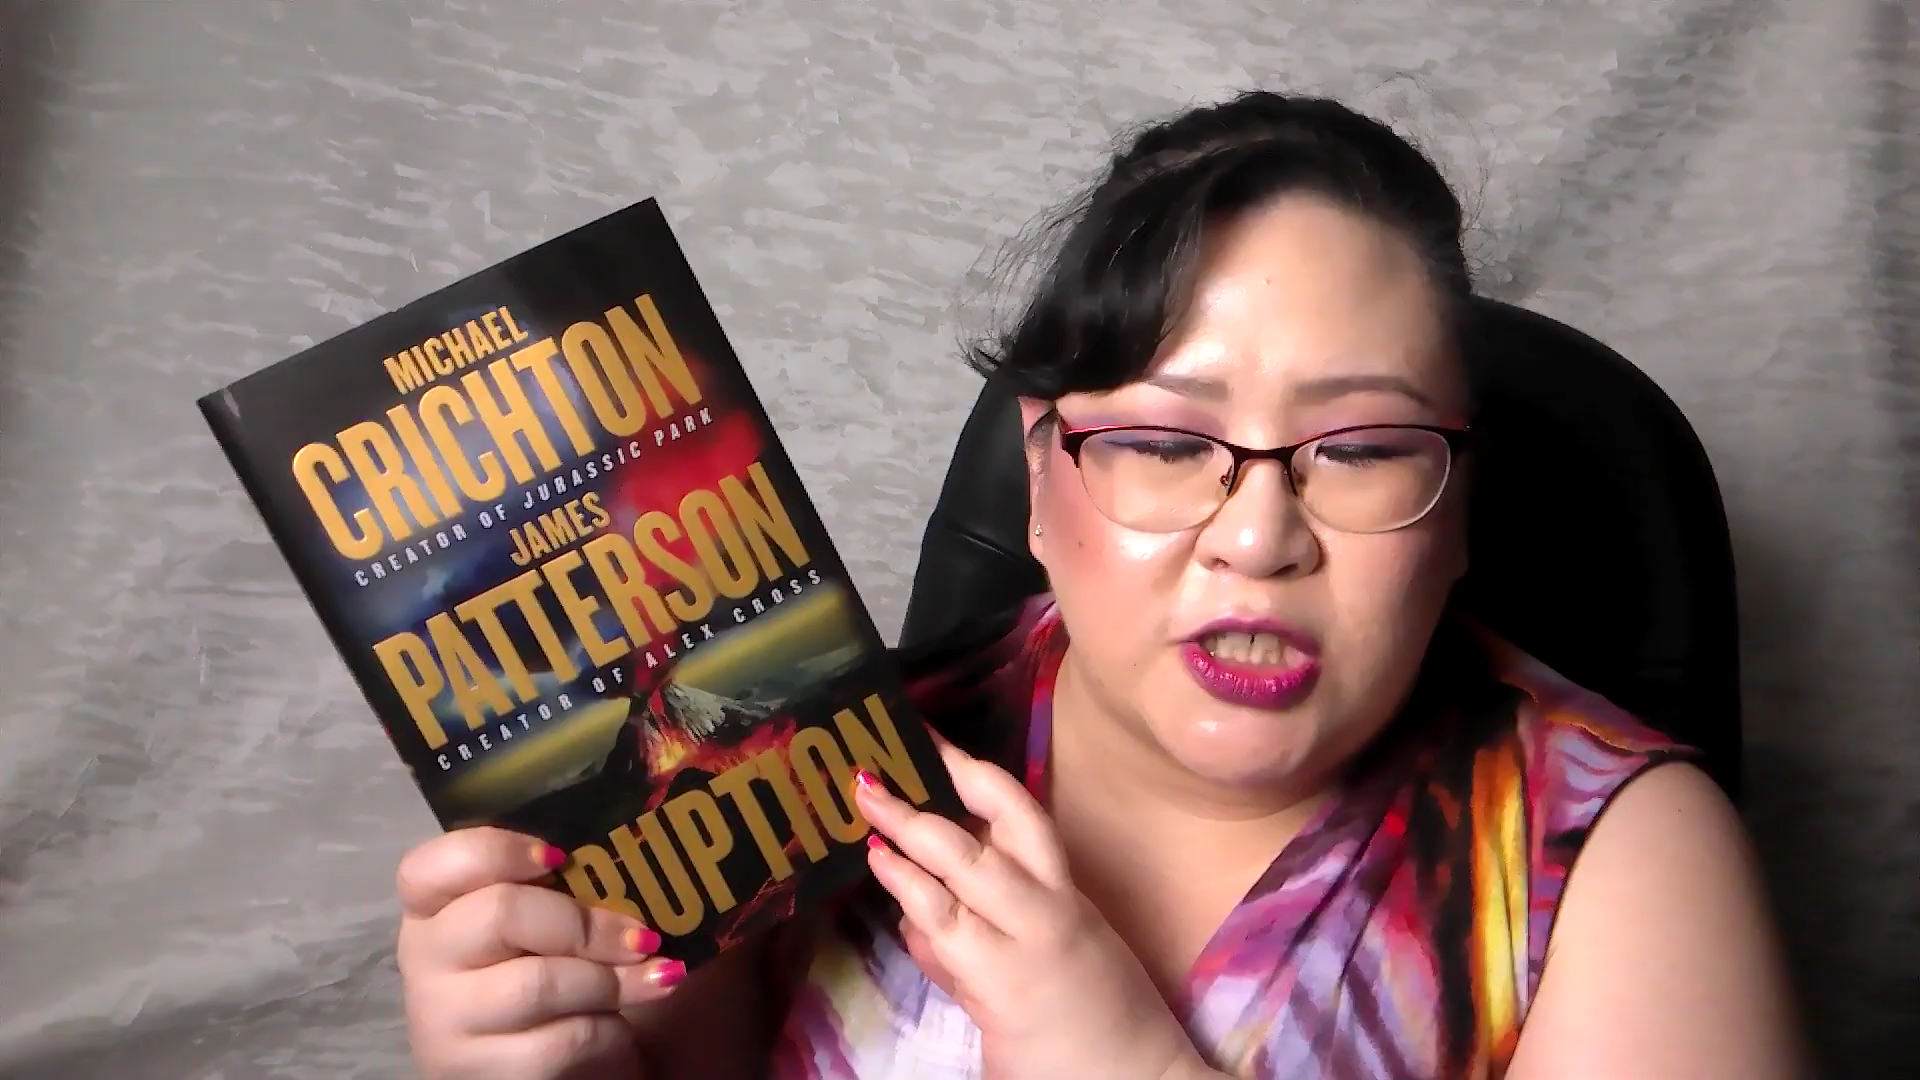 MICHAEL
CRICHTON
CREATOR OF JURASSIC PARK
JAMES
PATTERSON
CREATOR OF ALEX CROSS
RUPTION